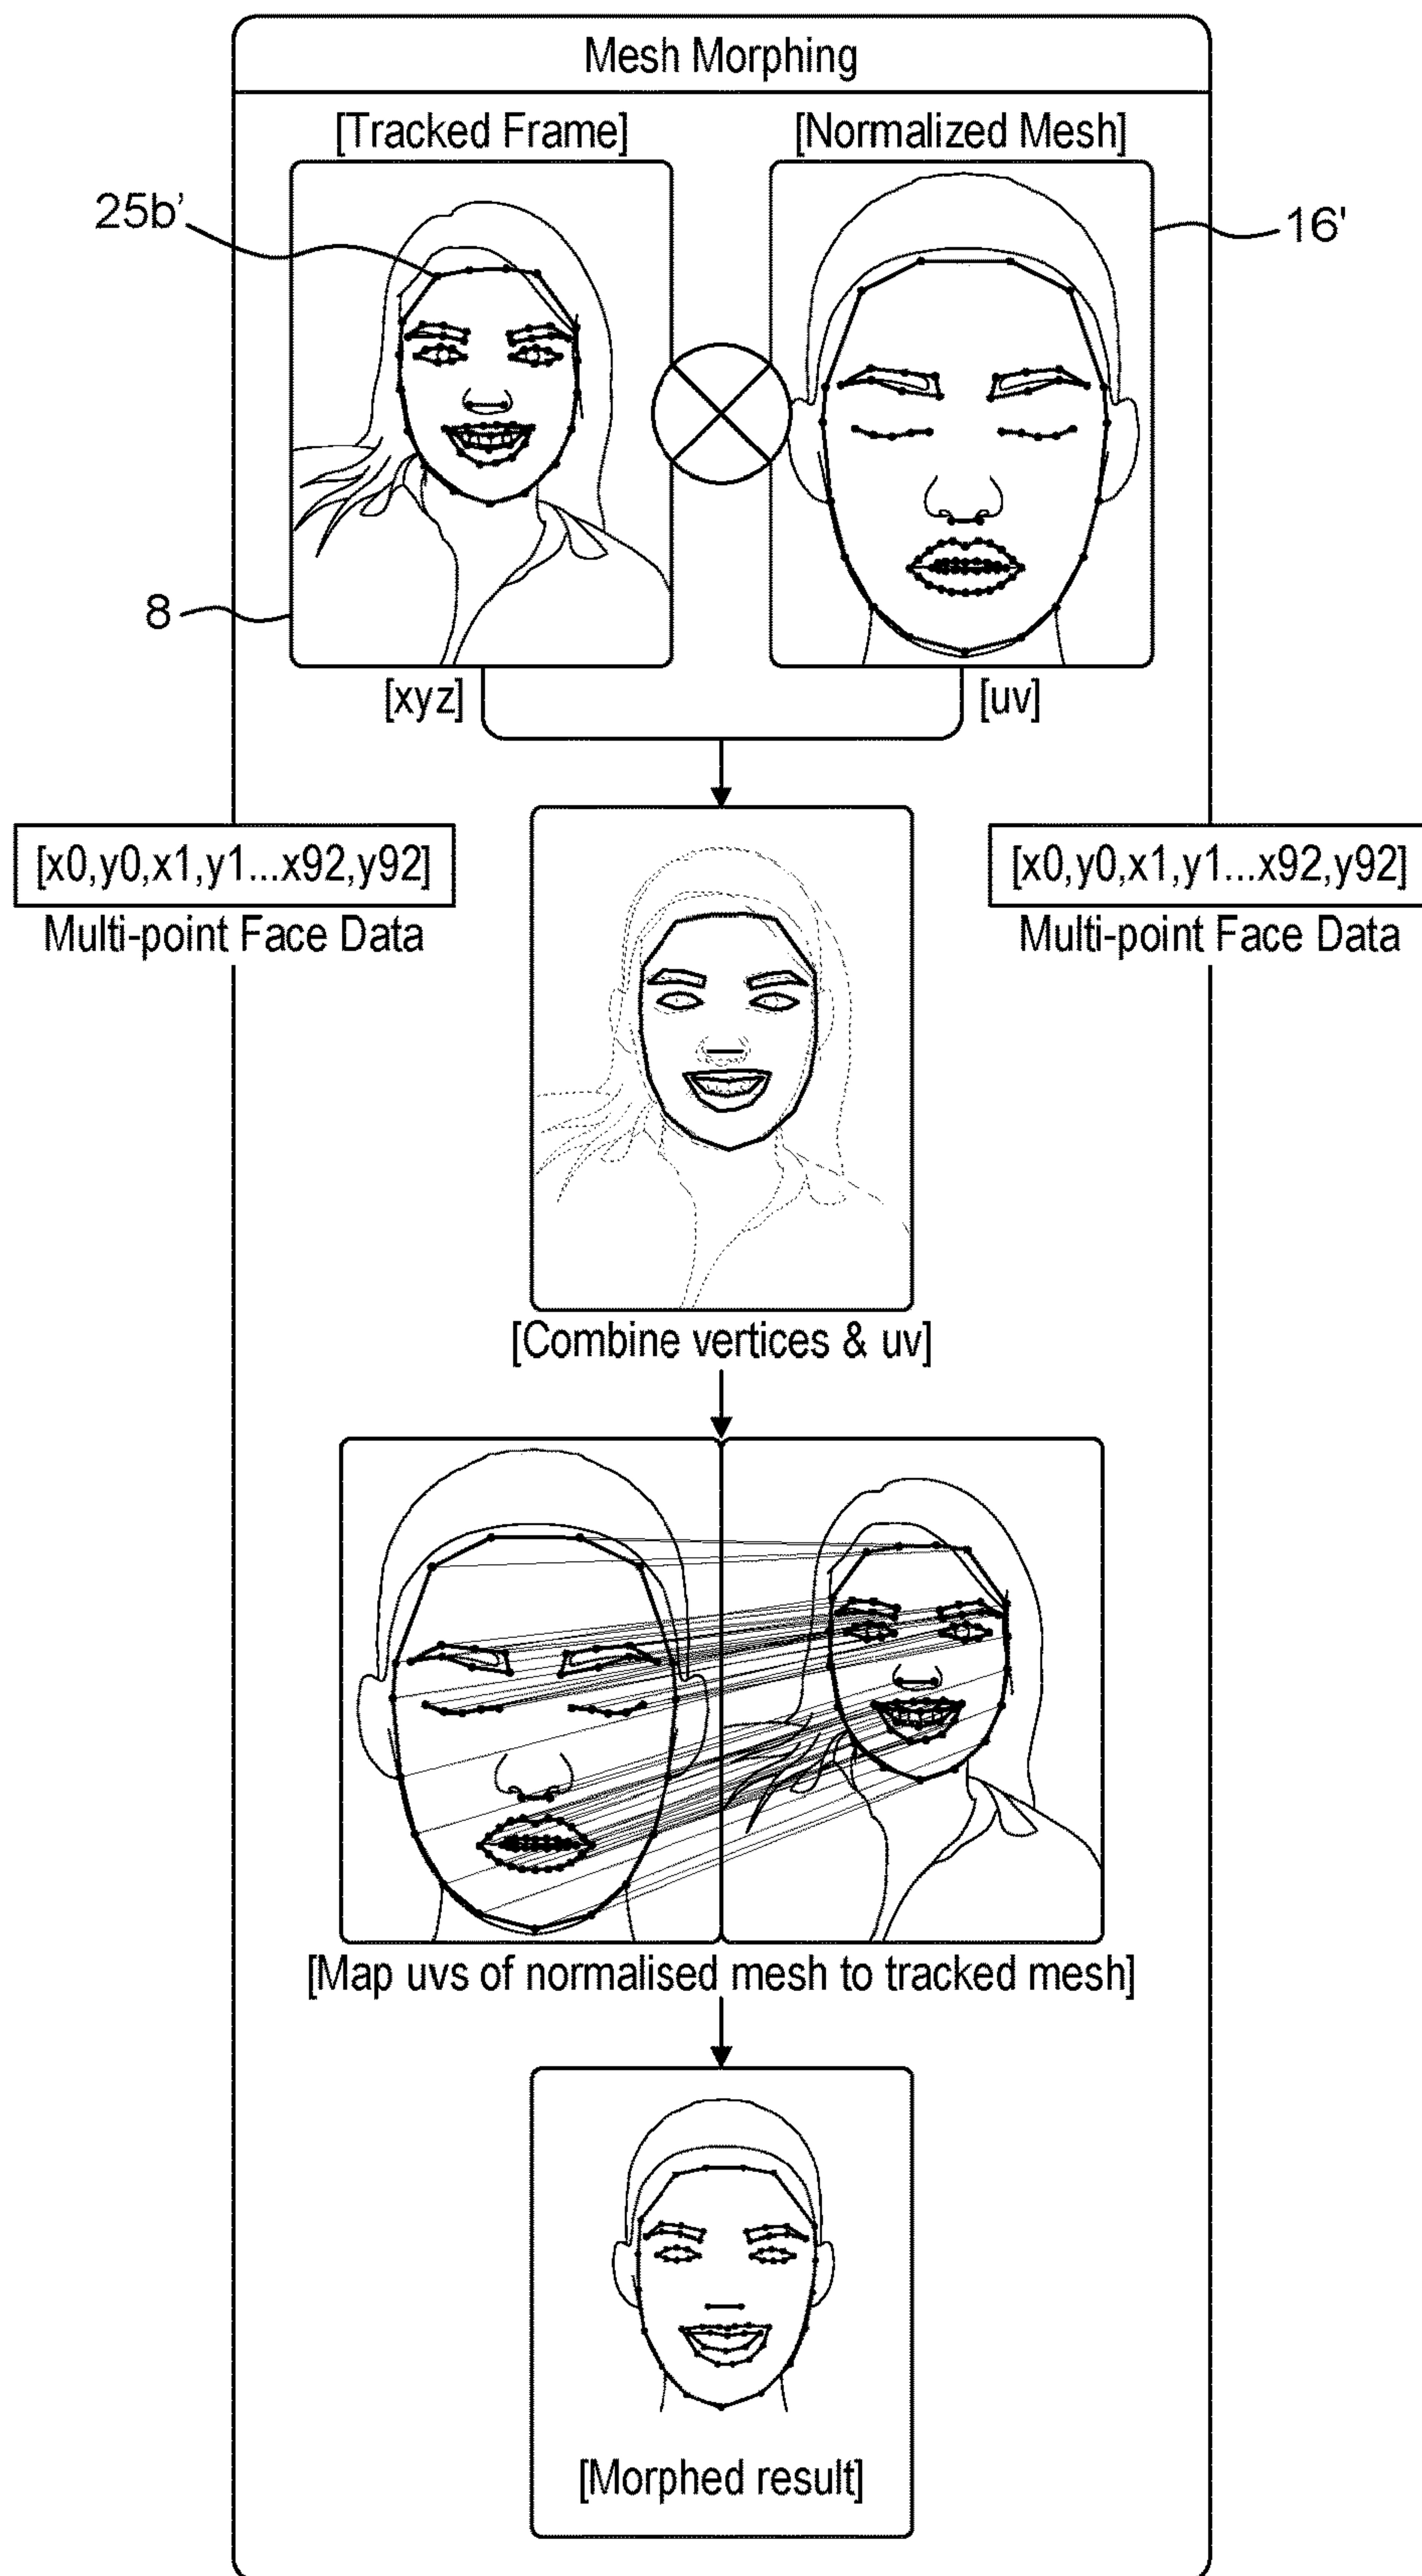 Mesh Morphing
[Tracked Frame]
[Normalized Mesh]
25b'
16'
8
[xyz]
[uv]
[x0,y0,x1,y1...x92,y92]
Multi-point Face Data
[x0,y0,x1,y1...x92,y92]
Multi-point Face Data
[Combine vertices & uv]
[Map uvs of normalised mesh to tracked mesh]
[Morphed result]